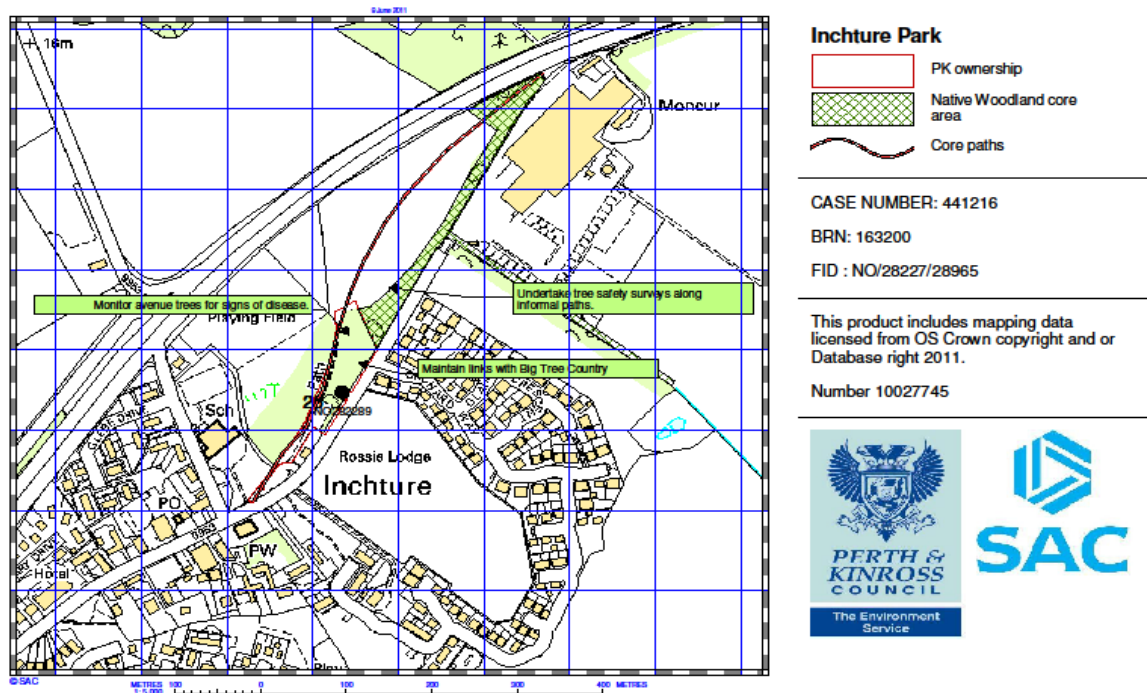 9 June 2011
16m
Moncur
Monitor avenue trees for signs of disease.
Undertake tree safety surveys along
informal paths.
Playing Field
Path
Maintain links with Big Tree Country
Sch
Rossie Lodge
Inchture
PO
PW
Hotel
©SAC
METRES 100 0 100 200 300 400 METRES
1: 5,000
Inchture Park
PK ownership
Native Woodland core
area
Core paths
CASE NUMBER: 441216
BRN: 163200
FID : NO/28227/28965
This product includes mapping data
licensed from OS Crown copyright and or
Database right 2011.
Number 10027745
PERTH &
KINROSS
COUNCIL
The Environment
Service
SAC